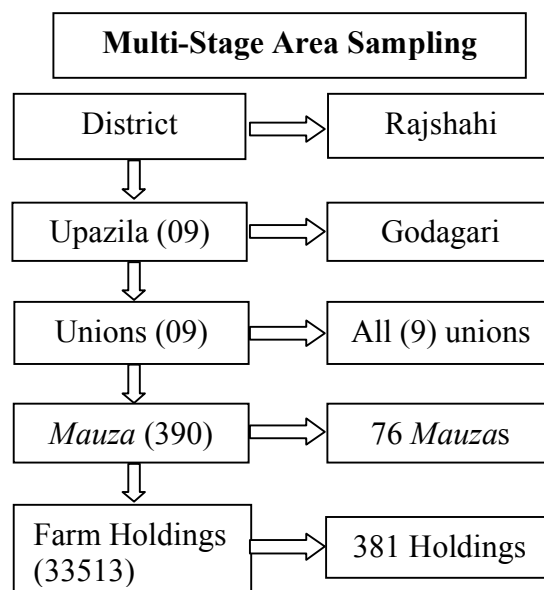 Multi-Stage Area Sampling
District
Rajshahi
Upazila (09)
Godagari
Unions (09)
All (9) unions
Mauza (390)
76 Mauzas
Farm Holdings
(33513)
381 Holdings